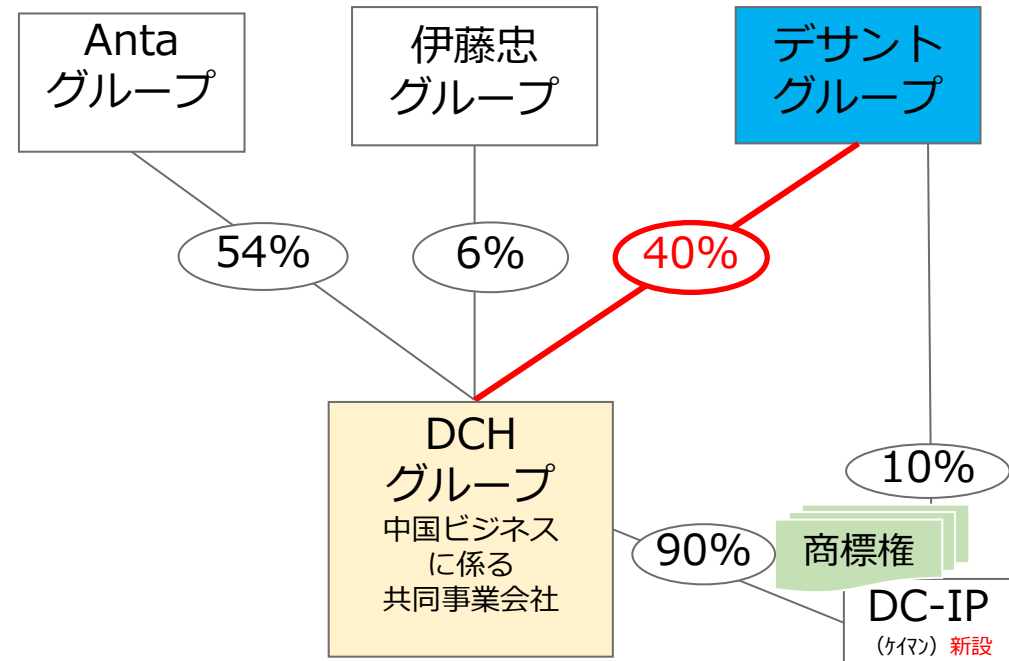 Anta
グループ
伊藤忠
グループ
デサント
グループ
54%
6%
40%
DCH
グループ
中国ビジネス
に係る
共同事業会社
10%
90%
商標権
DC-IP
（ｹｲﾏﾝ）新設